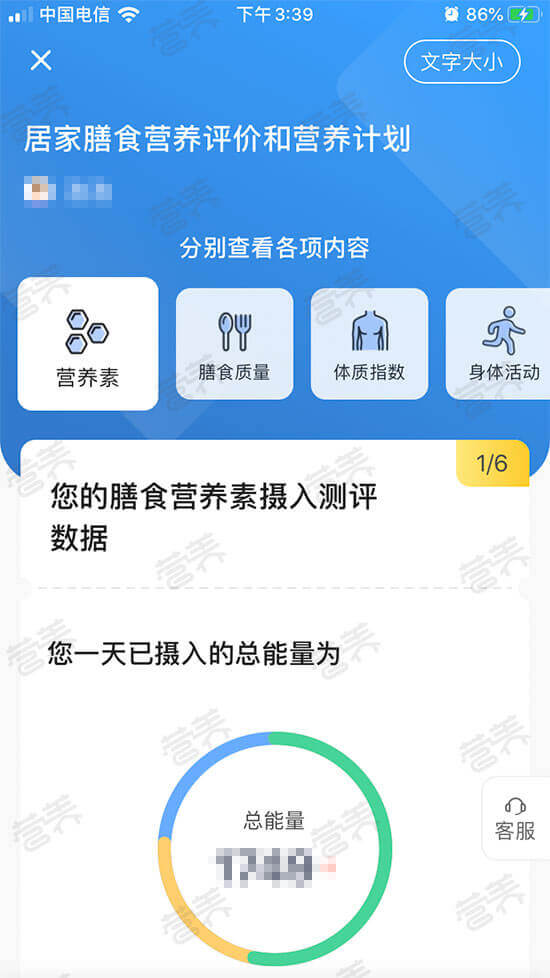 中国电信 下午3:39 86%
文字大小
居家膳食营养评价和营养计划
分别查看各项内容
营养素 膳食质量 体质指数 身体活动
1/6
您的膳食营养素摄入测评
数据
您一天已摄入的总能量为
总能量
客服